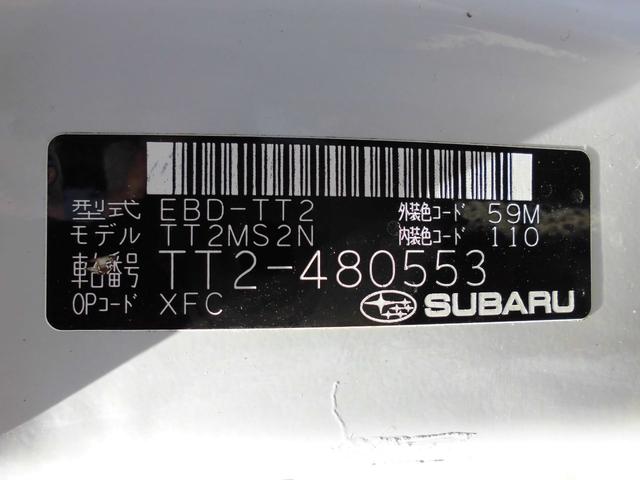 型式 EBD-TT2 外装色コード 59M
モデル TT2MS2N 内装色コード 110
車台番号 TT2-480553
OPコード XFC SUBARU